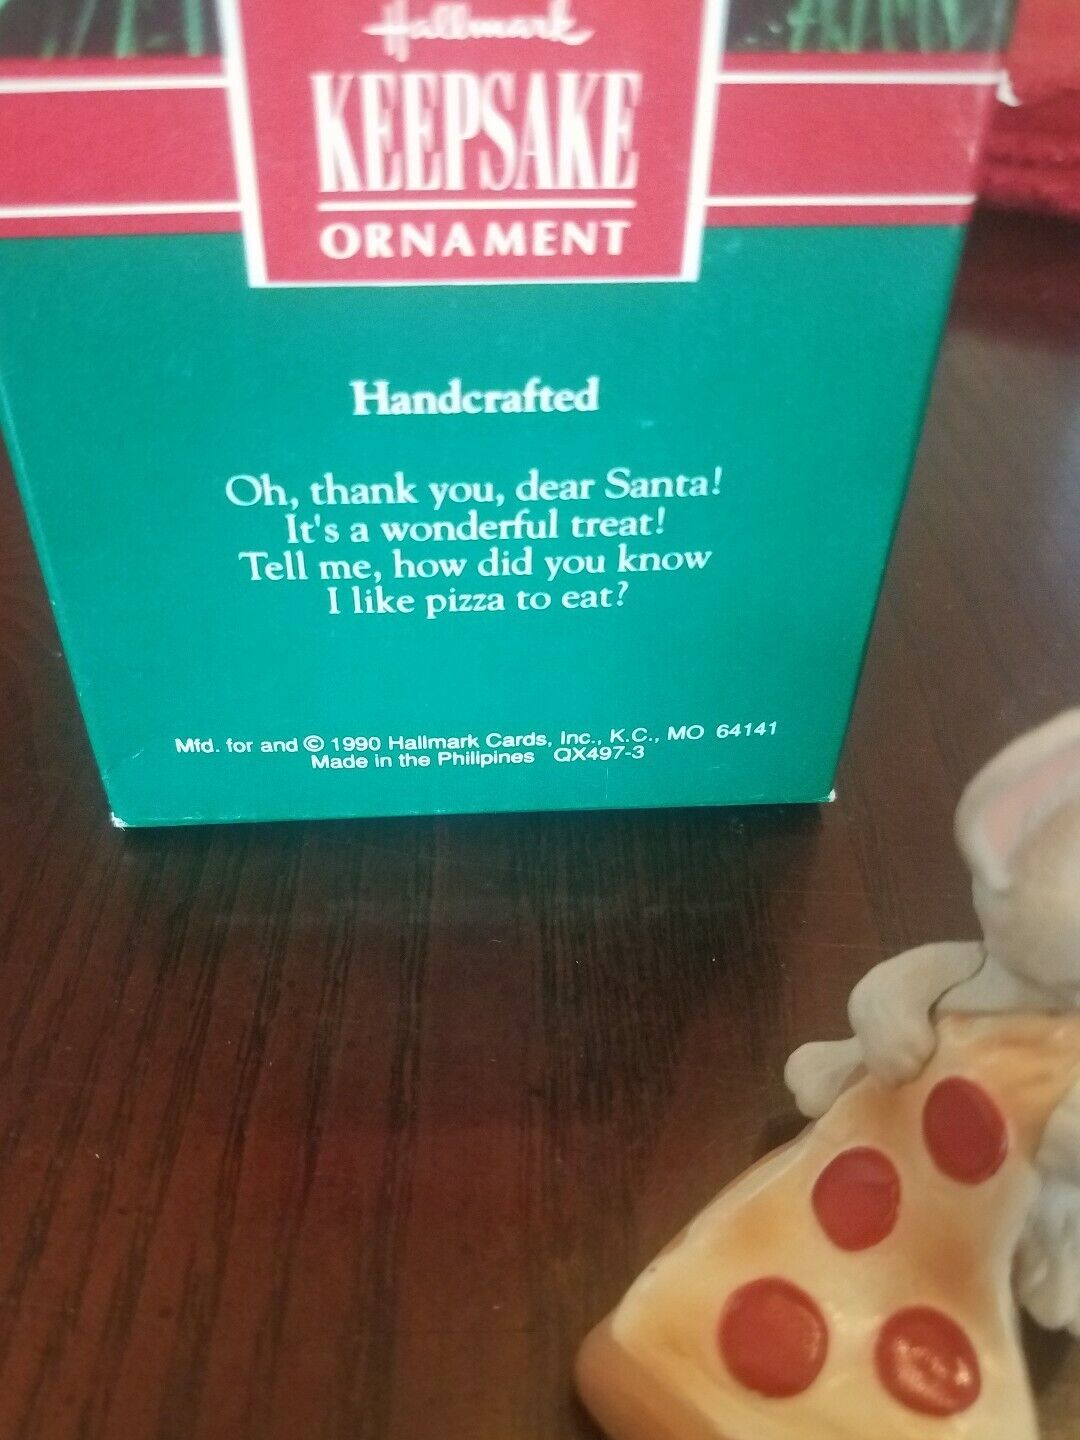 Hallmark
KEEPSAKE
ORNAMENT
Handcrafted
Oh, thank you, dear Santa!
It's a wonderful treat!
Tell me, how did you know
I like pizza to eat?
Mfd. for and © 1990 Hallmark Cards, Inc., K.C., MO 64141
Made in the Philipines QX497-3